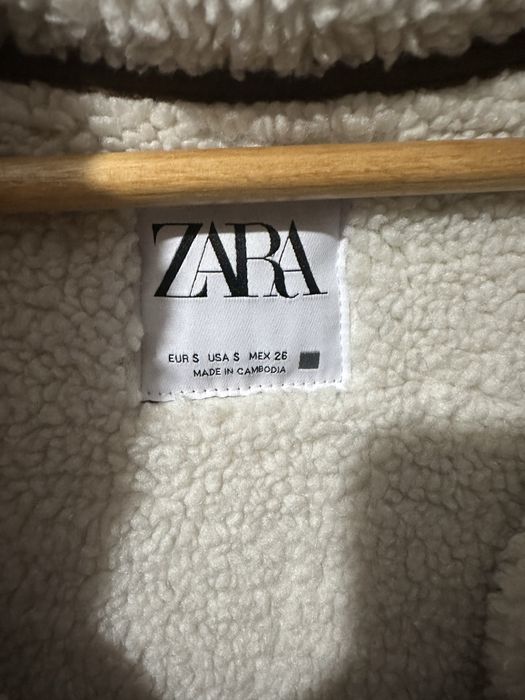 ZARA
EUR S USA S MEX 26
MADE IN CAMBODIA